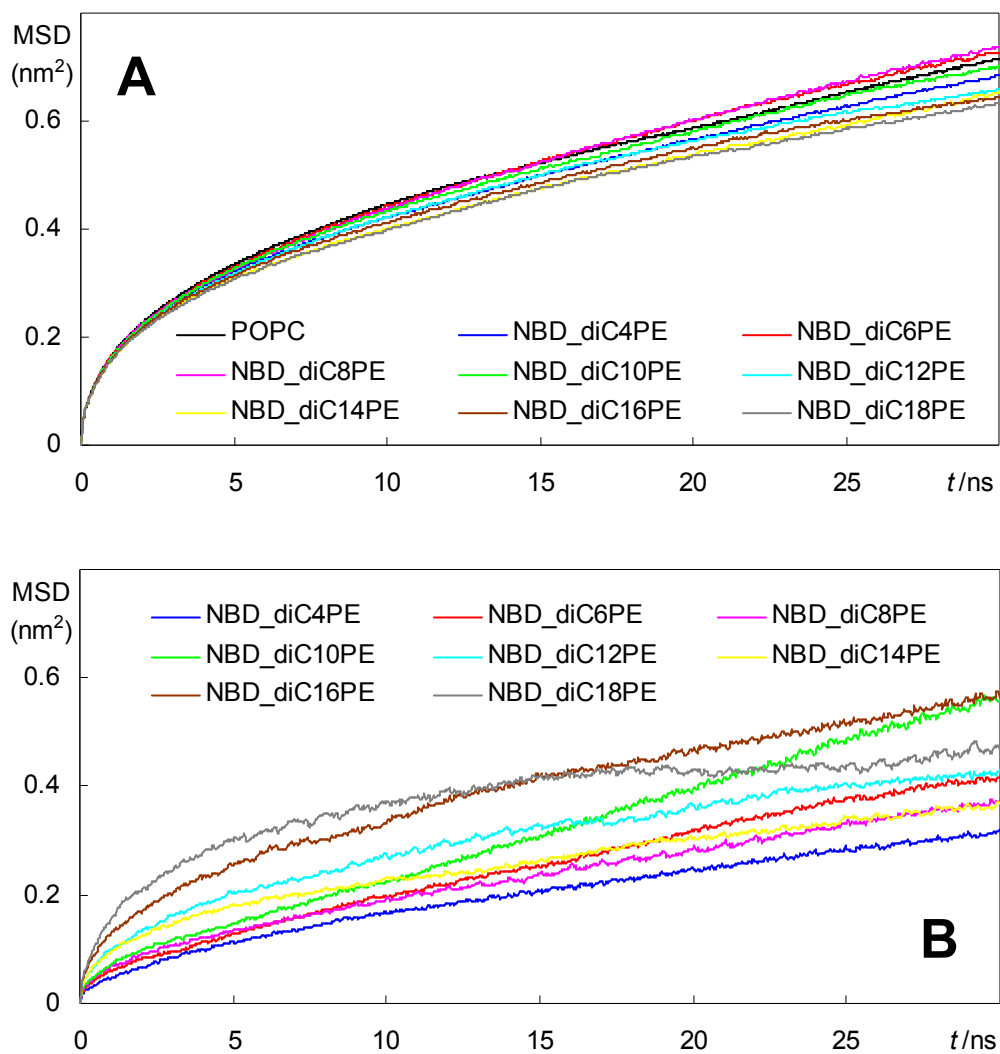 MSD
(nm²)
A
0.6
0.4
0.2
0
POPC NBD_diC4PE NBD_diC6PE
NBD_diC8PE NBD_diC10PE NBD_diC12PE
NBD_diC14PE NBD_diC16PE NBD_diC18PE
0 5 10 15 20 25 t/ns
MSD
(nm²)
NBD_diC4PE NBD_diC6PE NBD_diC8PE
NBD_diC10PE NBD_diC12PE NBD_diC14PE
NBD_diC16PE NBD_diC18PE
0.6
0.4
0.2
0
B
0 5 10 15 20 25 t/ns